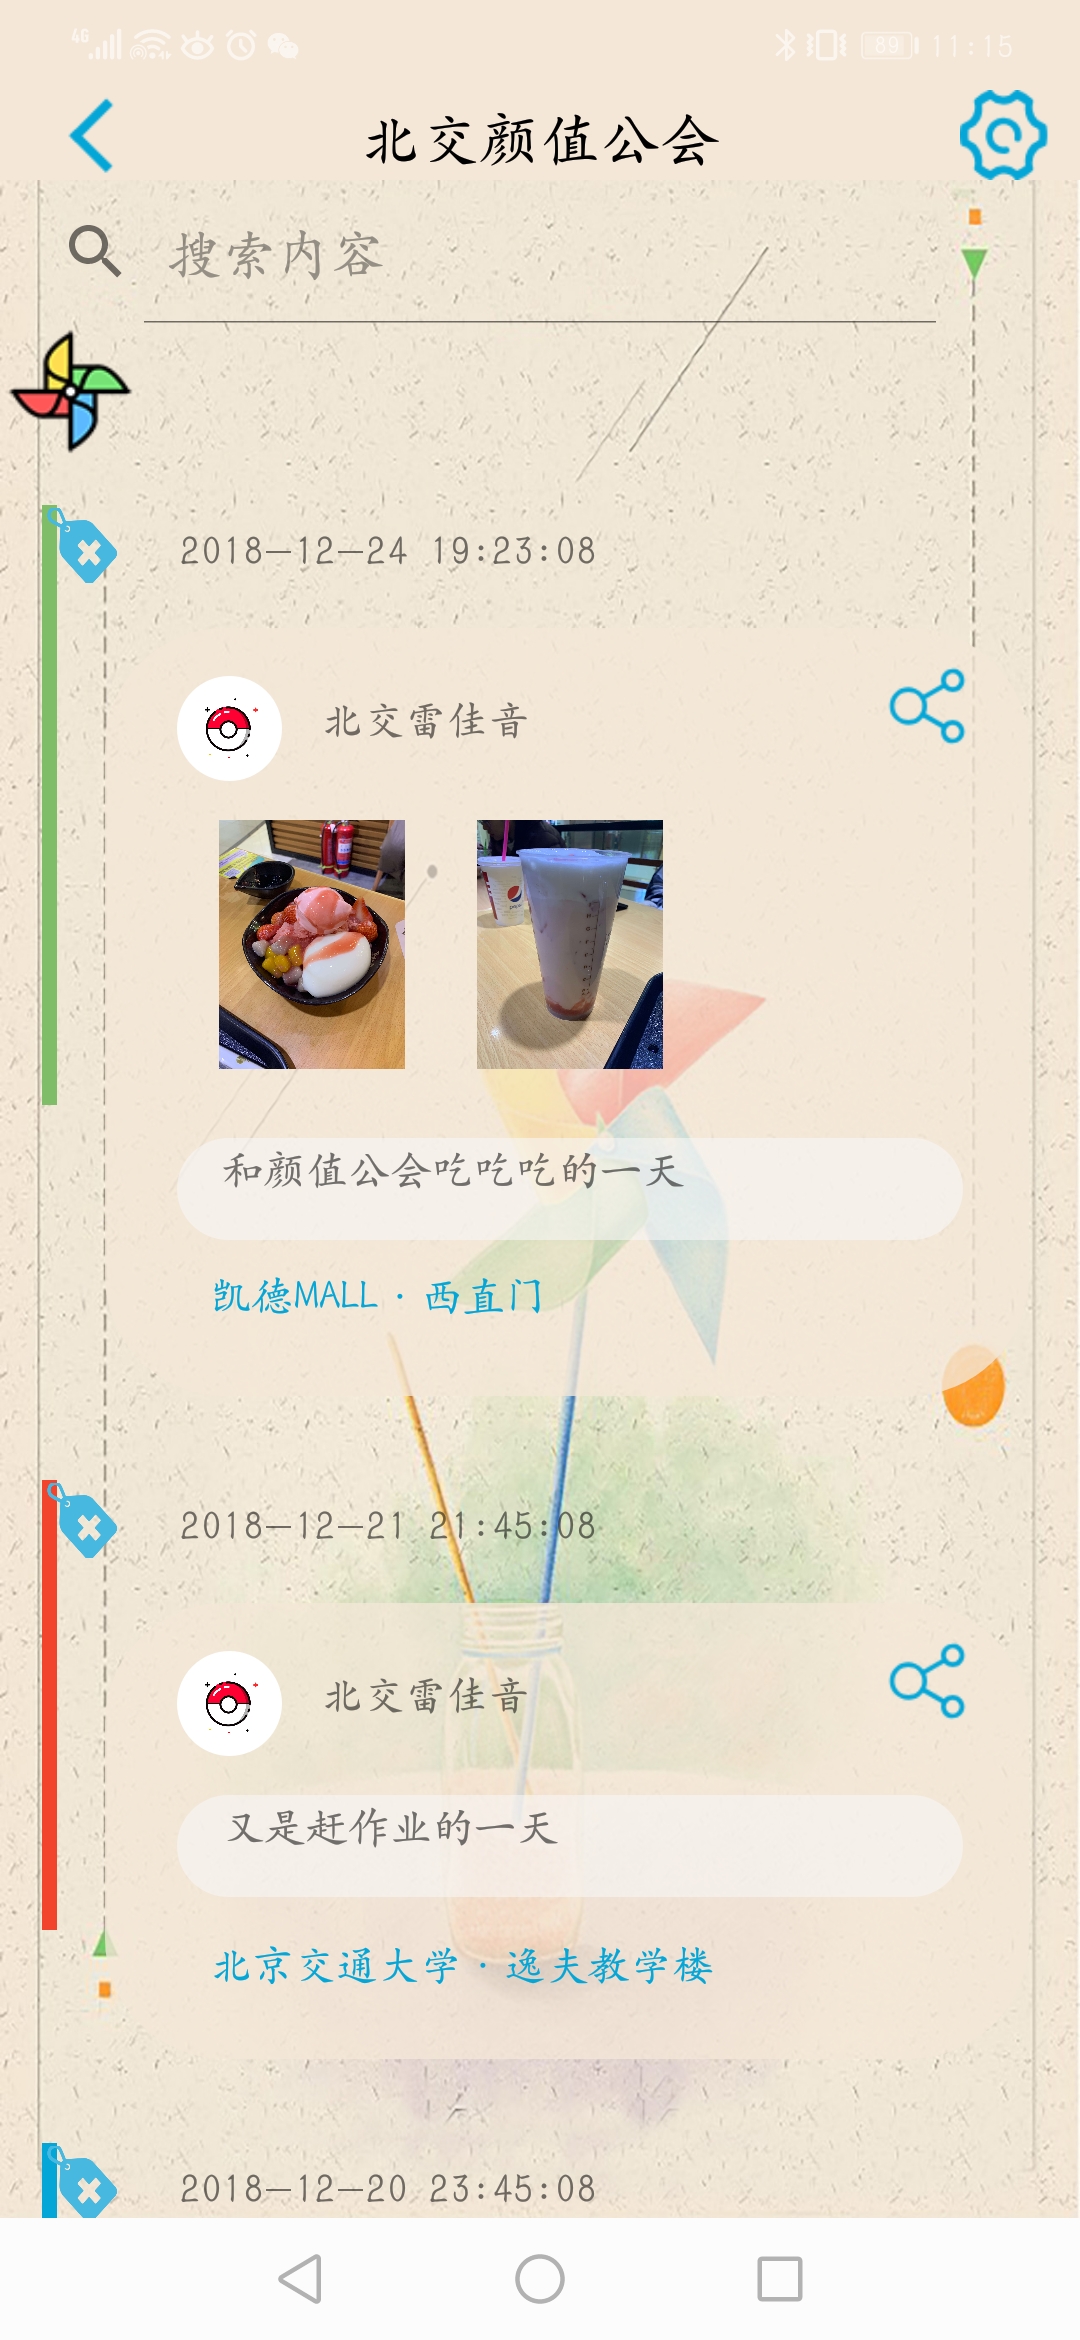 4G 89 11:15
北交颜值公会
搜索内容
2018-12-24 19:23:08
北交雷佳音
和颜值公会吃吃吃的一天
凯德MALL · 西直门
2018-12-21 21:45:08
北交雷佳音
又是赶作业的一天
北京交通大学 · 逸夫教学楼
2018-12-20 23:45:08